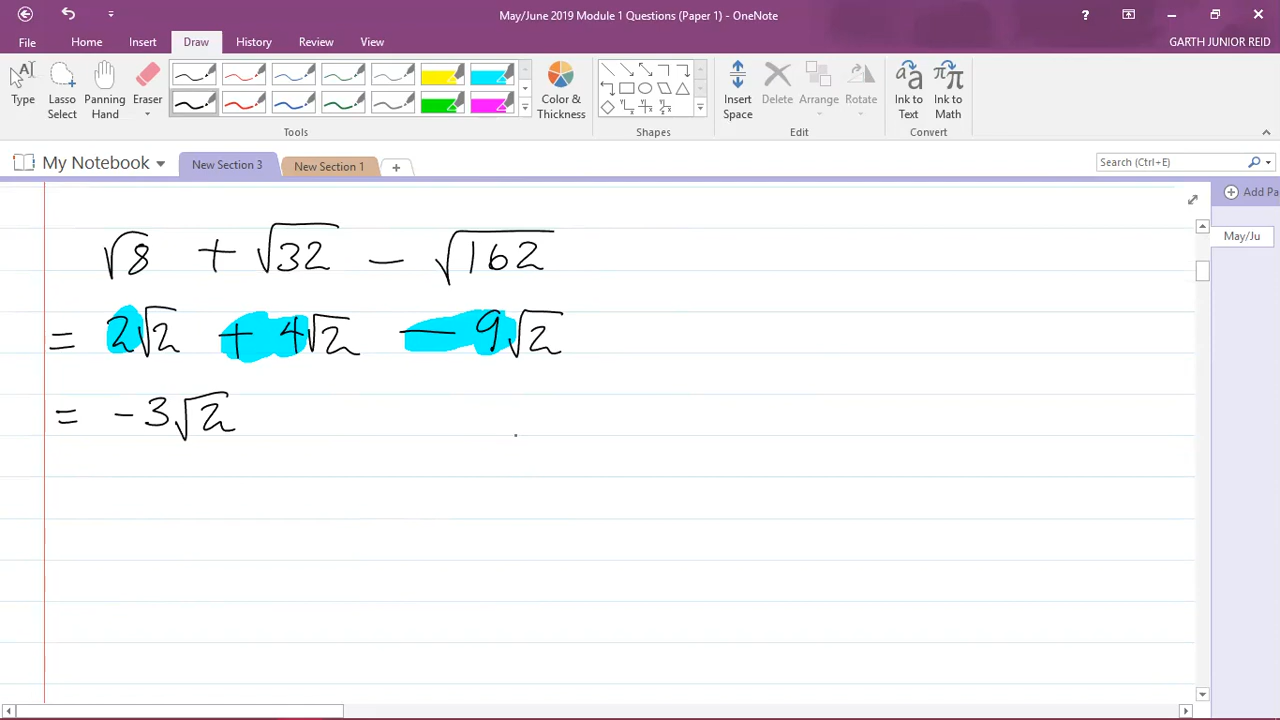 May/June 2019 Module 1 Questions (Paper 1) - OneNote
?
File Home Insert Draw History Review View GARTH JUNIOR REID
Type Lasso Select Panning Hand Eraser Color & Thickness Insert Space Delete Arrange Rotate Ink to Text Ink to Math
Tools Shapes Edit Convert
My Notebook New Section 3 New Section 1 + Search (Ctrl+E)
Add Pa
May/Ju
√8 + √32 − √162
= 2√2 + 4√2 − 9√2
= -3√2